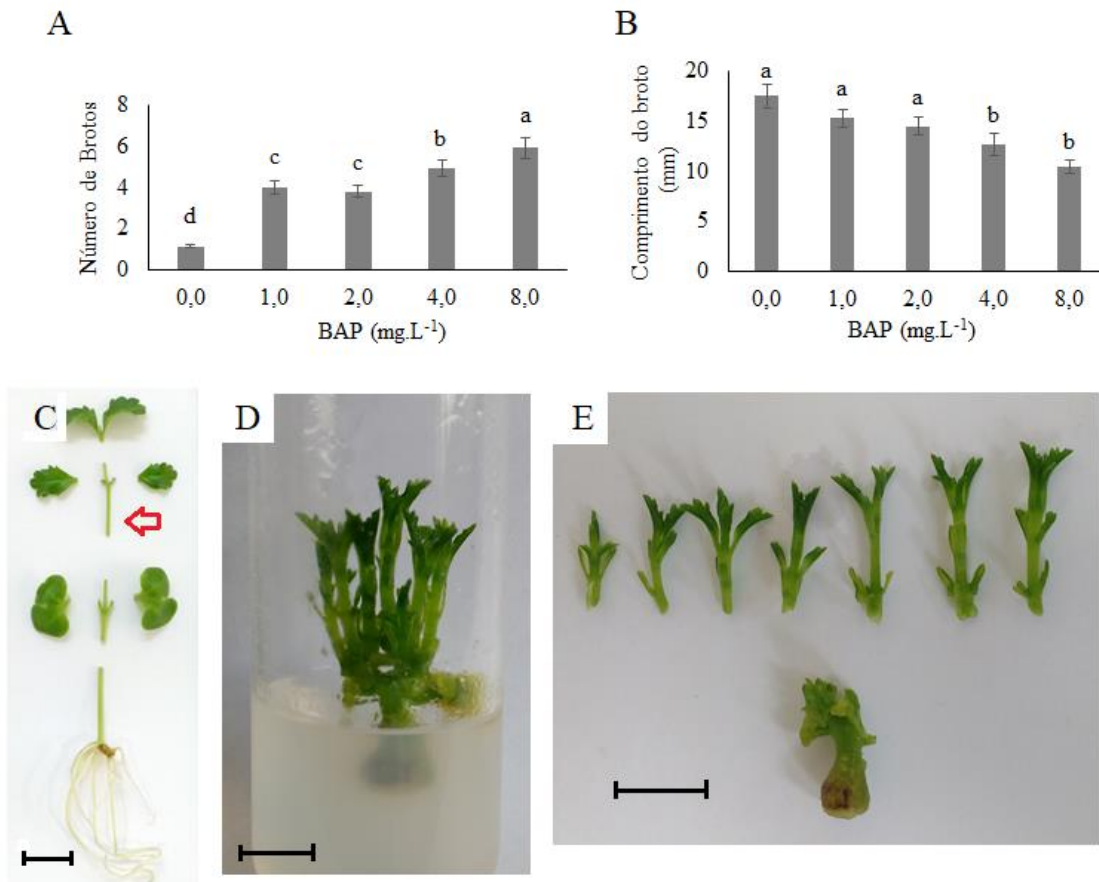 A
Número de Brotos
8
6
4
2
0
d
c
c
b
a
0,0 1,0 2,0 4,0 8,0
BAP (mg.L-1)
B
Comprimento do broto
(mm)
20
15
10
5
0
a
a
a
b
b
0,0 1,0 2,0 4,0 8,0
BAP (mg.L-1)
C
D
E